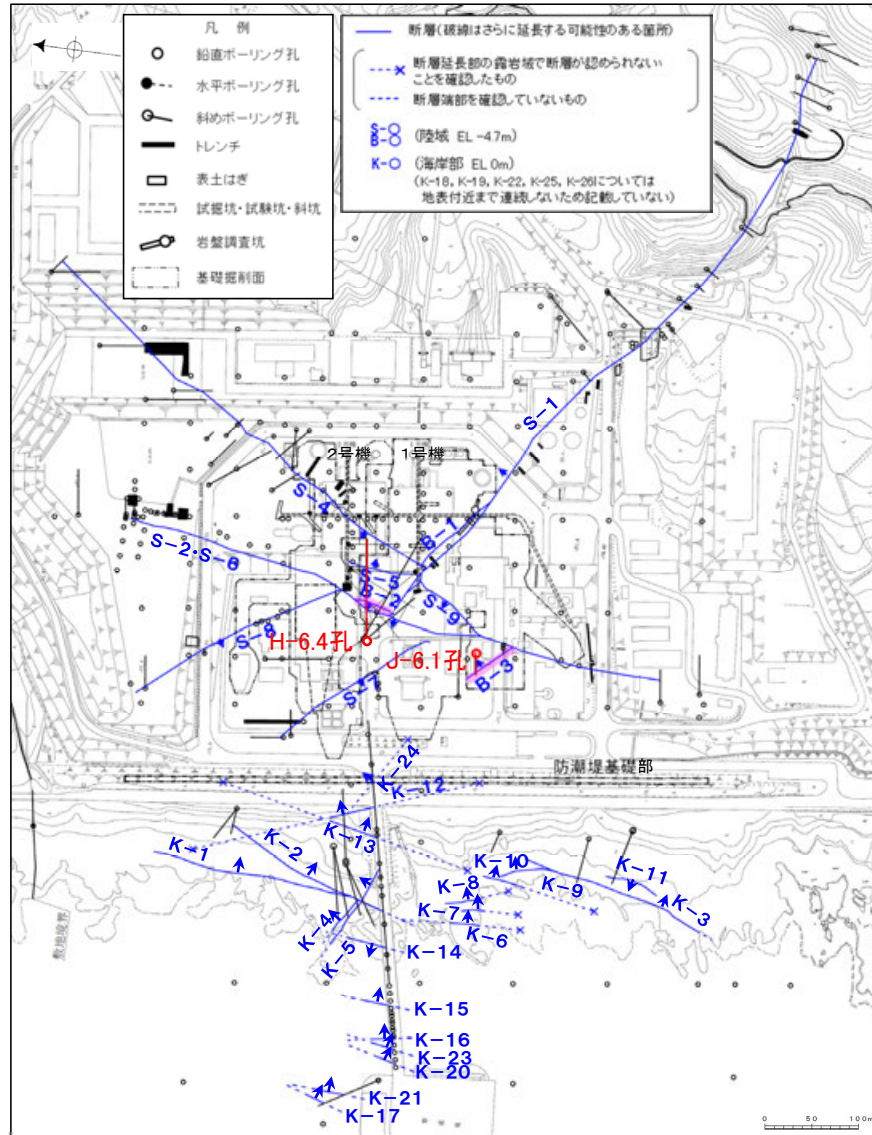 凡 例
鉛直ボーリング孔
水平ボーリング孔
斜めボーリング孔
トレンチ
表土はぎ
試掘坑・試験坑・斜坑
岩盤調査坑
基礎掘削面
断層(破線はさらに延長する可能性のある箇所)
断層延長部の露岩域で断層が認められない
ことを確認したもの
断層端部を確認していないもの
S-○
B-○
(陸域 EL -4.7m)
K-○
(海岸部 EL 0m)
(K-18, K-19, K-22, K-25, K-26については
地表付近まで連続しないため記載していない)
S-1
2号機
1号機
S-4
B-1
S-2・S-6
S-5
S-9
S-8
H-6.4孔
J-6.1孔
B-3
S-7
防潮堤基礎部
K-24
K-12
K-13
K-1
K-2
K-10
K-11
K-8
K-9
K-3
K-7
K-6
K-4
K-5
K-14
K-15
K-16
K-23
K-20
K-21
K-17
敷地境界
0 50 100m